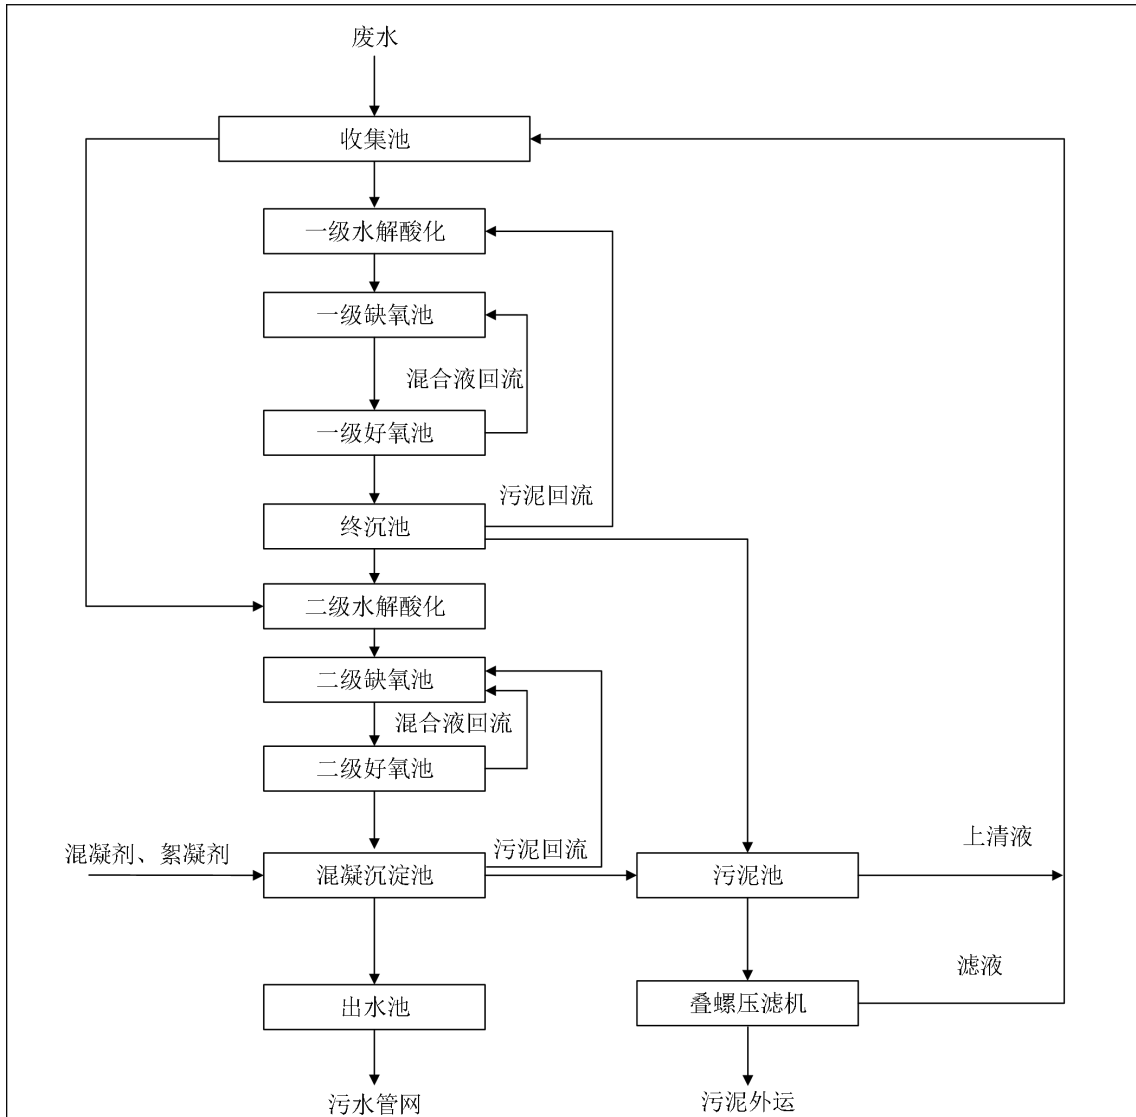 废水
收集池
一级水解酸化
一级缺氧池
混合液回流
一级好氧池
污泥回流
终沉池
二级水解酸化
二级缺氧池
混合液回流
二级好氧池
上清液
混凝剂、絮凝剂
污泥回流
混凝沉淀池
污泥池
滤液
出水池
叠螺压滤机
污水管网
污泥外运